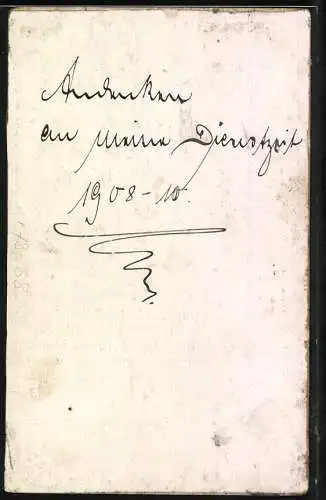 Andenken
an meine Dienstzeit
1908-10.